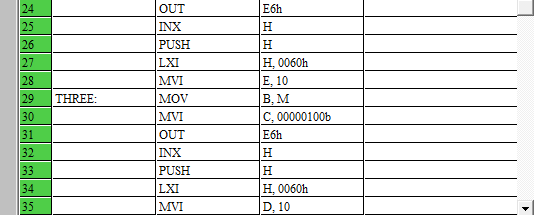 24 OUT E6h
25 INX H
26 PUSH H
27 LXI H, 0060h
28 MVI E, 10
29 THREE: MOV B, M
30 MVI C, 00000100b
31 OUT E6h
32 INX H
33 PUSH H
34 LXI H, 0060h
35 MVI D, 10